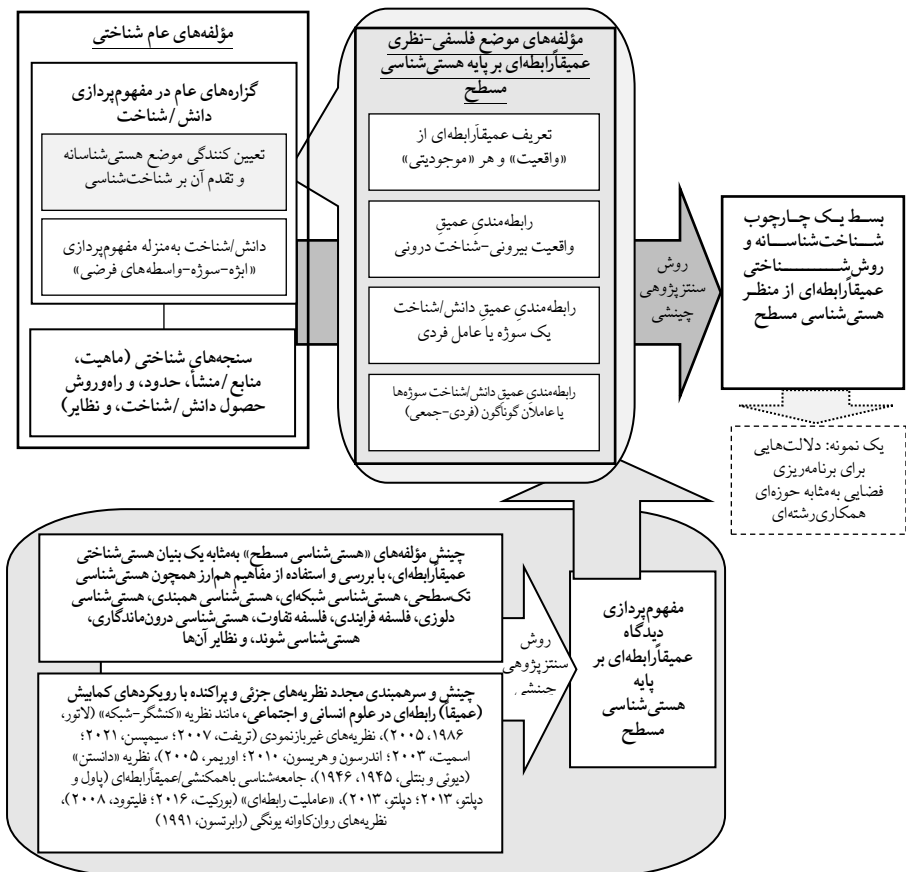 مؤلفه‌های عام شناختی
گزاره‌های عام در مفهوم‌پردازی
دانش/شناخت
تعیین کنندگی موضع هستی‌شناسانه
و تقدم آن بر شناخت‌شناسی
دانش/شناخت به‌منزله مفهوم‌پردازی
«ابژه-سوژه-واسطه‌های فرضی»
سنجه‌های شناختی (ماهیت،
منابع/منشأ، حدود، و راه‌وروش
حصول دانش/شناخت، و نظایر)
مؤلفه‌های موضع فلسفی-نظری
عمیقاًرابطه‌ای بر پایه هستی‌شناسی
مسطح
تعریف عمیقاًرابطه‌ای از
«واقعیت» و هر «موجودیتی»
رابطه‌مندی عمیقِ
واقعیت بیرونی-شناخت درونی
رابطه‌مندیِ عمیقِ دانش/شناخت
یک سوژه یا عامل فردی
رابطه‌مندیِ عمیقِ دانش/شناخت سوژه‌ها
یا عاملان گوناگون (فردی-جمعی)
روش
سنتزپژوهی
چینشی
بسط یک چارچوب
شناخت‌شناسانه و
روش‌شناختی
عمیقاًرابطه‌ای از منظر
هستی‌شناسی مسطح
یک نمونه: دلالت‌هایی
برای برنامه‌ریزی
فضایی به‌مثابه حوزه‌ای
همکاری‌رشته‌ای
چینش مؤلفه‌های «هستی‌شناسی مسطح» به‌مثابه یک بنیان هستی‌شناختی
عمیقاًرابطه‌ای، با بررسی و استفاده از مفاهیم هم‌ارز همچون هستی‌شناسی
تک‌سطحی، هستی‌شناسی شبکه‌ای، هستی‌شناسی همبندی، هستی‌شناسی
دلوزی، فلسفه فرایندی، فلسفه تفاوت، هستی‌شناسی درون‌ماندگاری،
هستی‌شناسی شوند، و نظایر آن‌ها
چینش و سرهمبندی مجدد نظریه‌های جزئی و پراکنده با رویکردهای کمابیش
(عمیقاً) رابطه‌ای در علوم انسانی و اجتماعی، مانند نظریه «کنشگر-شبکه» (لاتور،
۱۹۸۶، ۲۰۰۵)، نظریه‌های غیربازنمودی (تریفت، ۲۰۰۷؛ سیمپسن، ۲۰۲۱؛
اسمیت، ۲۰۰۳؛ اندرسون و هریسون، ۲۰۱۰؛ اوریمر، ۲۰۰۵)، نظریه «دانستن»
(دیوئی و بنتلی، ۱۹۴۵، ۱۹۴۶)، جامعه‌شناسی باهمکنشی/عمیقاًرابطه‌ای (پاول و
دپلتو، ۲۰۱۳؛ دپلتو، ۲۰۱۳)، «عاملیت رابطه‌ای» (بورکیت، ۲۰۱۶؛ فلیتوود، ۲۰۰۸)،
نظریه‌های روان‌کاوانه یونگی (رابرتسون، ۱۹۹۱)
روش
سنتزپژوهی
چینشی
مفهوم‌پردازی
دیدگاه
عمیقاًرابطه‌ای بر
پایه
هستی‌شناسی
مسطح